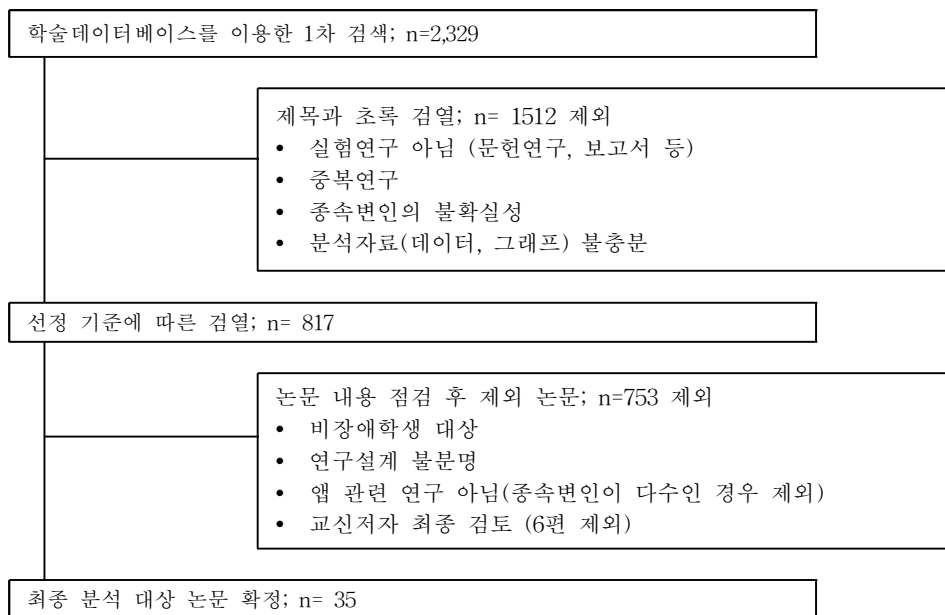 학술데이터베이스를 이용한 1차 검색; n=2,329
제목과 초록 검열; n= 1512 제외
• 실험연구 아님 (문헌연구, 보고서 등)
• 중복연구
• 종속변인의 불확실성
• 분석자료(데이터, 그래프) 불충분
선정 기준에 따른 검열; n= 817
논문 내용 점검 후 제외 논문; n=753 제외
• 비장애학생 대상
• 연구설계 불분명
• 앱 관련 연구 아님(종속변인이 다수인 경우 제외)
• 교신저자 최종 검토 (6편 제외)
최종 분석 대상 논문 확정; n= 35